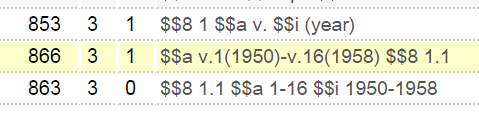 853 3 1 $$8 1 $$a v. $$i (year)
866 3 1 $$a v.1(1950)-v.16(1958) $$8 1.1
863 3 0 $$8 1.1 $$a 1-16 $$i 1950-1958